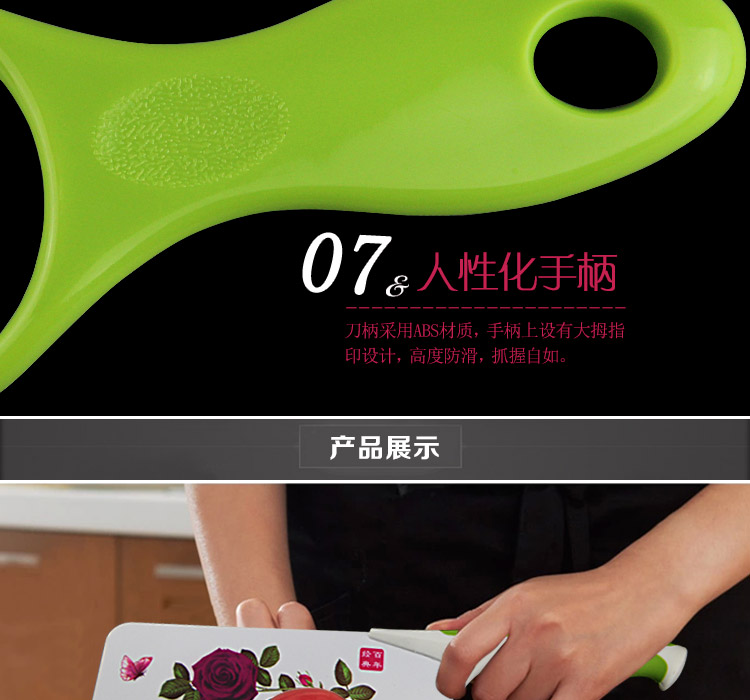 07 & 人性化手柄
刀柄采用ABS材质，手柄上设有大拇指
印设计，高度防滑，抓握自如。
产品展示
百年
绘典